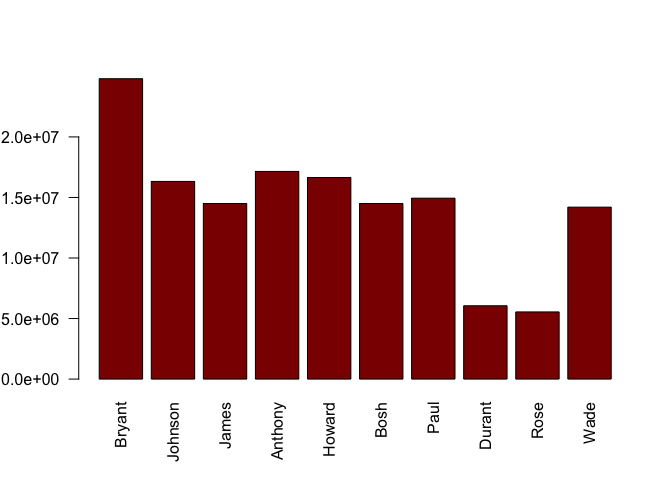 2.0e+07
1.5e+07
1.0e+07
5.0e+06
0.0e+00
Bryant
Johnson
James
Anthony
Howard
Bosh
Paul
Durant
Rose
Wade